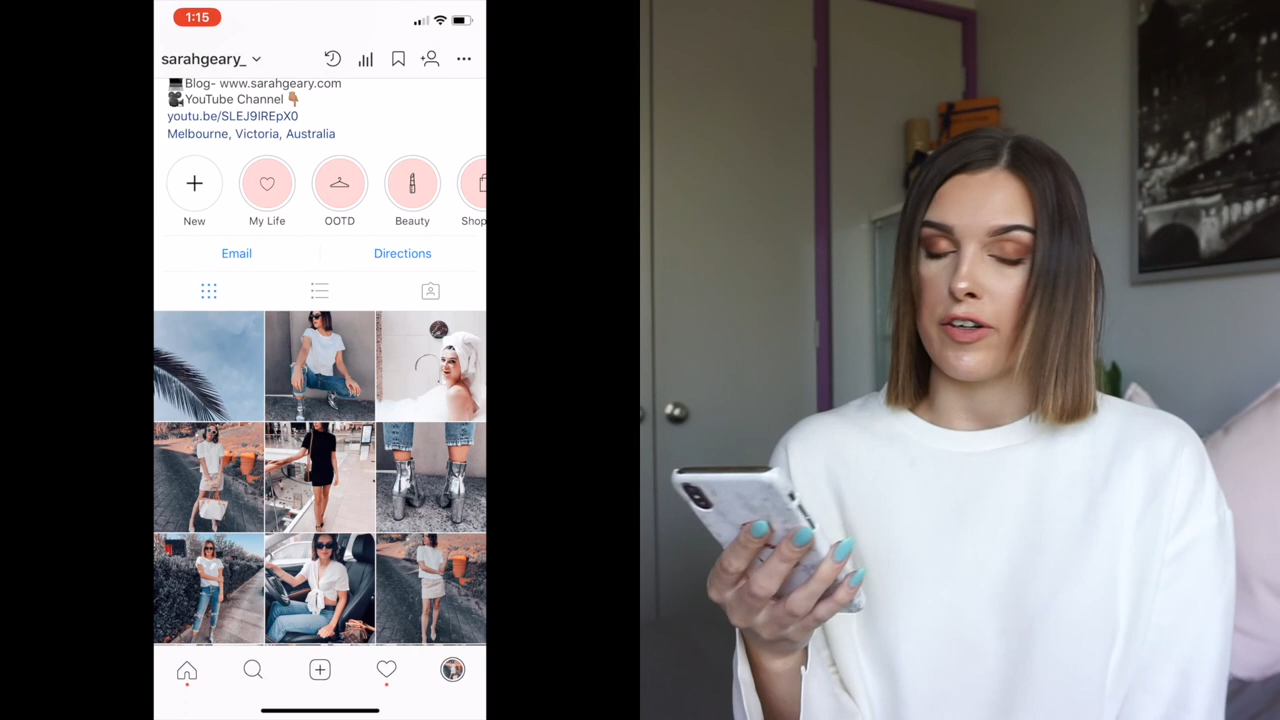 1:15
sarahgeary_
Blog- www.sarahgeary.com
YouTube Channel
youtu.be/SLEJ9IREpX0
Melbourne, Victoria, Australia
New
My Life
OOTD
Beauty
Shop
Email
Directions